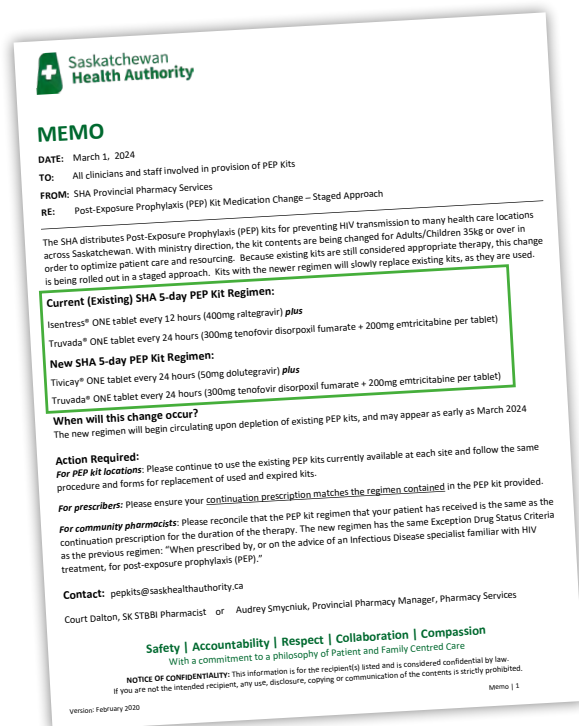 Saskatchewan
Health Authority
MEMO
DATE: March 1, 2024
TO: All clinicians and staff involved in provision of PEP Kits
FROM: SHA Provincial Pharmacy Services
RE: Post-Exposure Prophylaxis (PEP) Kit Medication Change – Staged Approach
The SHA distributes Post-Exposure Prophylaxis (PEP) kits for preventing HIV transmission to many health care locations
across Saskatchewan. With ministry direction, the kit contents are being changed for Adults/Children 35kg or over in
order to optimize patient care and resourcing. Because existing kits are still considered appropriate therapy, this change
is being rolled out in a staged approach. Kits with the newer regimen will slowly replace existing kits, as they are used.
Current (Existing) SHA 5-day PEP Kit Regimen:
Isentress® ONE tablet every 12 hours (400mg raltegravir) plus
Truvada® ONE tablet every 24 hours (300mg tenofovir disorpoxil fumarate + 200mg emtricitabine per tablet)
New SHA 5-day PEP Kit Regimen:
Tivicay® ONE tablet every 24 hours (50mg dolutegravir) plus
Truvada® ONE tablet every 24 hours (300mg tenofovir disorpoxil fumarate + 200mg emtricitabine per tablet)
When will this change occur?
The new regimen will begin circulating upon depletion of existing PEP kits, and may appear as early as March 2024
Action Required:
For PEP kit locations: Please continue to use the existing PEP kits currently available at each site and follow the same
procedure and forms for replacement of used and expired kits.
For prescribers: Please ensure your continuation prescription matches the regimen contained in the PEP kit provided.
For community pharmacists: Please reconcile that the PEP kit regimen that your patient has received is the same as the
continuation prescription for the duration of the therapy. The new regimen has the same Exception Drug Status Criteria
as the previous regimen: "When prescribed by, or on the advice of an Infectious Disease specialist familiar with HIV
treatment, for post-exposure prophylaxis (PEP)."
Contact: pepkits@saskhealthauthority.ca
Court Dalton, SK STBBI Pharmacist or Audrey Smycniuk, Provincial Pharmacy Manager, Pharmacy Services
Safety | Accountability | Respect | Collaboration | Compassion
With a commitment to a philosophy of Patient and Family Centred Care
NOTICE OF CONFIDENTIALITY: This information is for the recipient(s) listed and is considered confidential by law.
If you are not the intended recipient, any use, disclosure, copying or communication of the contents is strictly prohibited.
Version: February 2020
Memo | 1